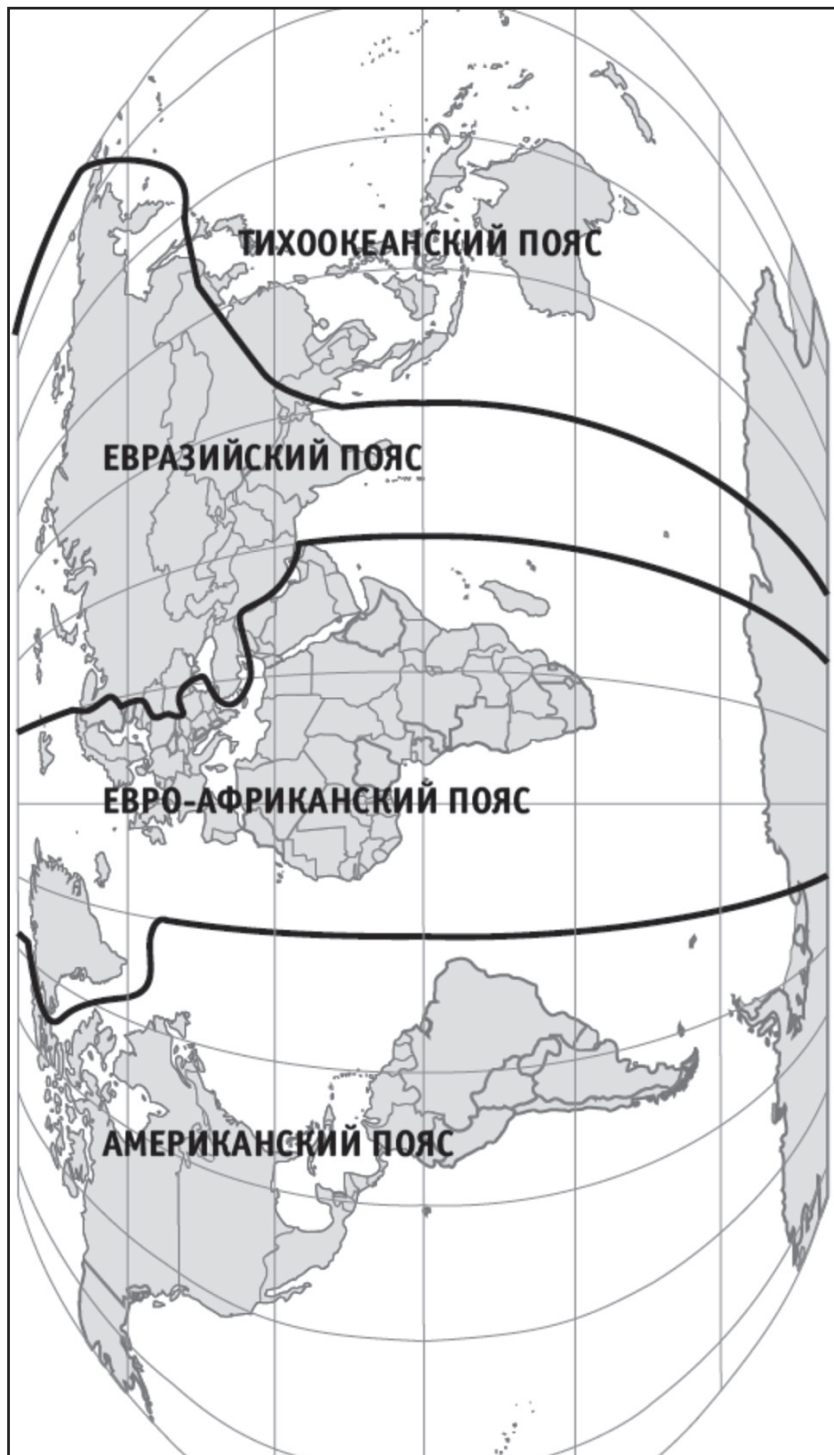 ТИХООКЕАНСКИЙ ПОЯС
ЕВРАЗИЙСКИЙ ПОЯС
ЕВРО-АФРИКАНСКИЙ ПОЯС
АМЕРИКАНСКИЙ ПОЯС